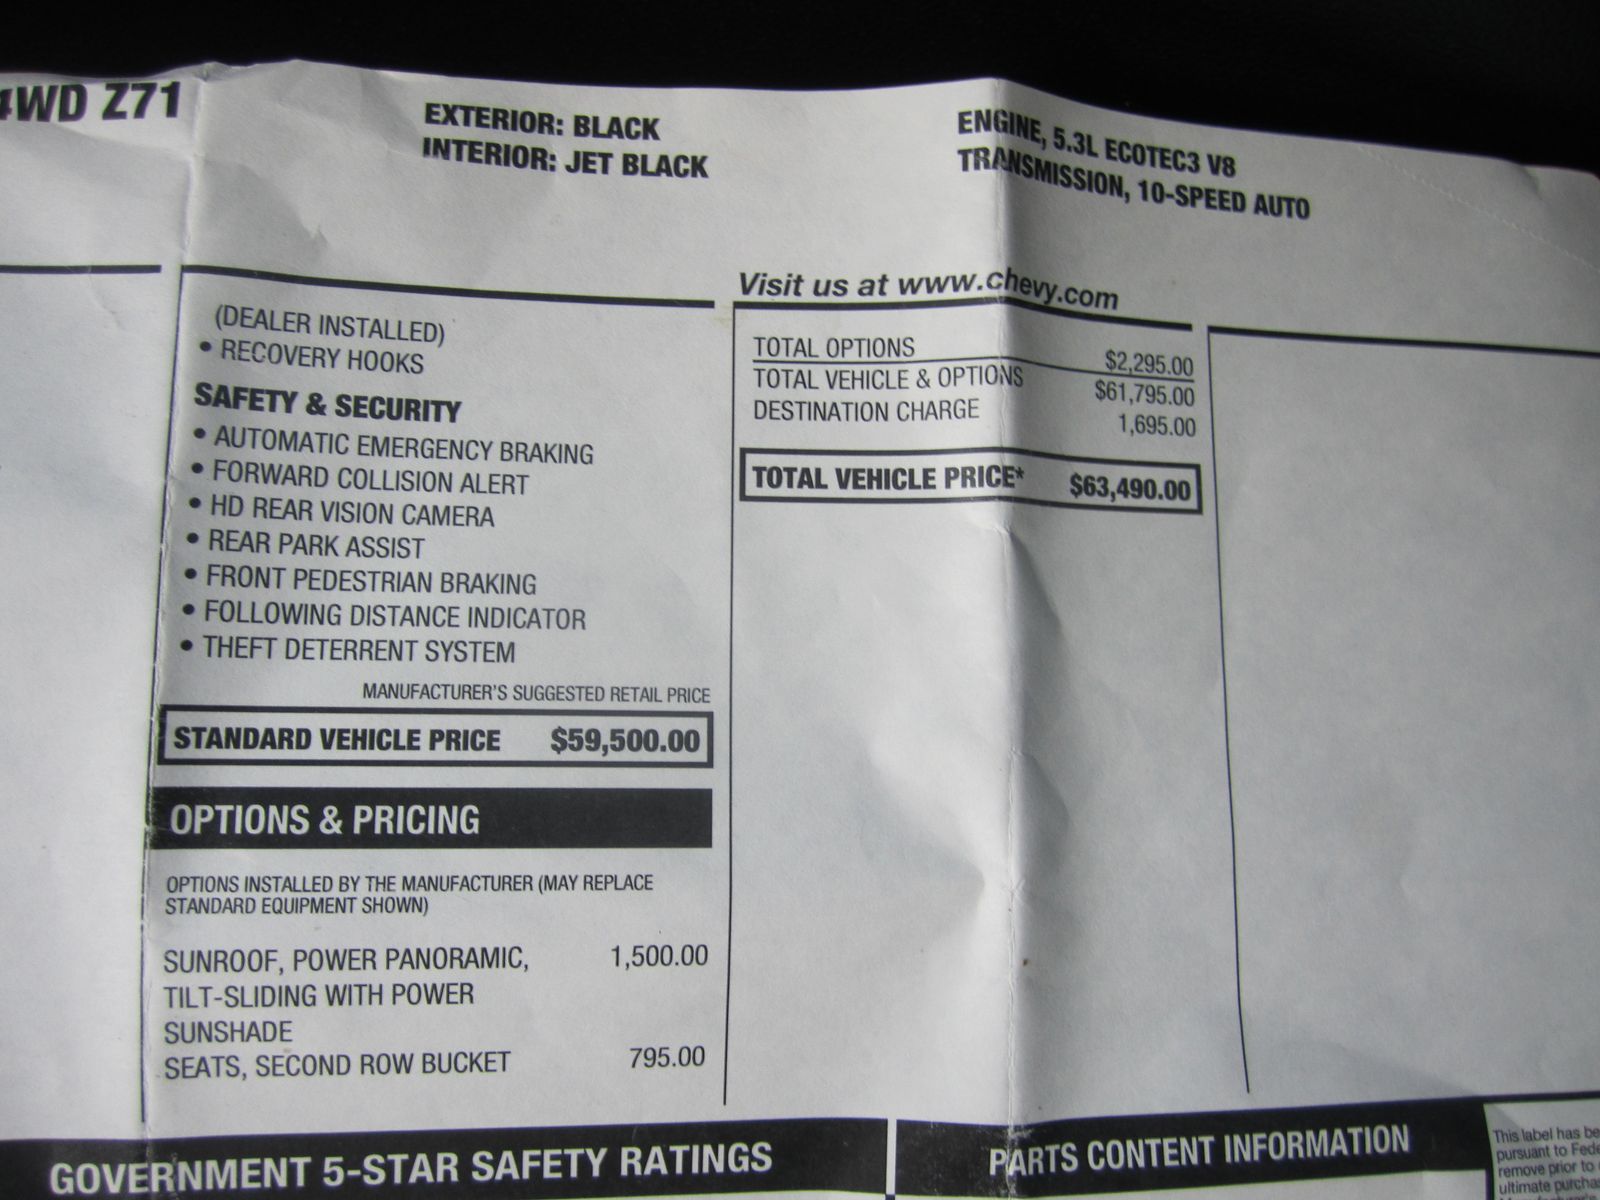 4WD Z71
EXTERIOR: BLACK
INTERIOR: JET BLACK
ENGINE, 5.3L ECOTEC3 V8
TRANSMISSION, 10-SPEED AUTO
(DEALER INSTALLED)
• RECOVERY HOOKS
SAFETY & SECURITY
• AUTOMATIC EMERGENCY BRAKING
• FORWARD COLLISION ALERT
• HD REAR VISION CAMERA
• REAR PARK ASSIST
• FRONT PEDESTRIAN BRAKING
• FOLLOWING DISTANCE INDICATOR
• THEFT DETERRENT SYSTEM
MANUFACTURER'S SUGGESTED RETAIL PRICE
STANDARD VEHICLE PRICE $59,500.00
OPTIONS & PRICING
OPTIONS INSTALLED BY THE MANUFACTURER (MAY REPLACE
STANDARD EQUIPMENT SHOWN)
SUNROOF, POWER PANORAMIC, 1,500.00
TILT-SLIDING WITH POWER
SUNSHADE
SEATS, SECOND ROW BUCKET 795.00
Visit us at www.chevy.com
TOTAL OPTIONS $2,295.00
TOTAL VEHICLE & OPTIONS $61,795.00
DESTINATION CHARGE 1,695.00
TOTAL VEHICLE PRICE* $63,490.00
GOVERNMENT 5-STAR SAFETY RATINGS
PARTS CONTENT INFORMATION
This label has be
pursuant to Fede
remove prior to
ultimate purcha